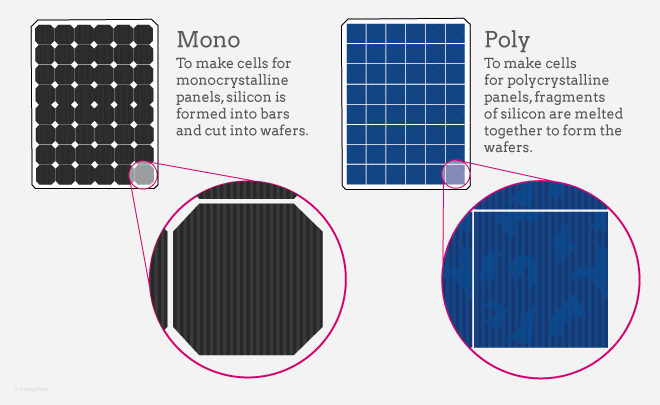 Mono
To make cells for
monocrystalline
panels, silicon is
formed into bars
and cut into wafers.
Poly
To make cells
for polycrystalline
panels, fragments
of silicon are melted
together to form the
wafers.